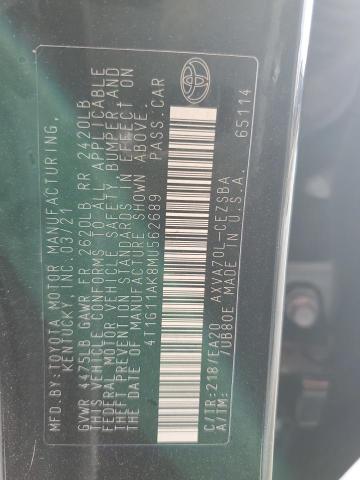 MFD.BY:TOYOTA MOTOR MANUFACTURING,
KENTUCKY, INC. 03/21
GVWR 4475LB GAWR FR 2620LB RR 2420LB
THIS VEHICLE CONFORMS TO ALL APPLICABLE
FEDERAL MOTOR VEHICLE SAFETY, BUMPER AND
THEFT PREVENTION STANDARDS IN EFFECT ON
THE DATE OF MANUFACTURE SHOWN ABOVE.
4T1G11AK8MU562689 PASS.CAR
C/TR:218/EA20 AXVA70L-CEZSBA
A/TM: 70B80E MADE IN U.S.A. 65114